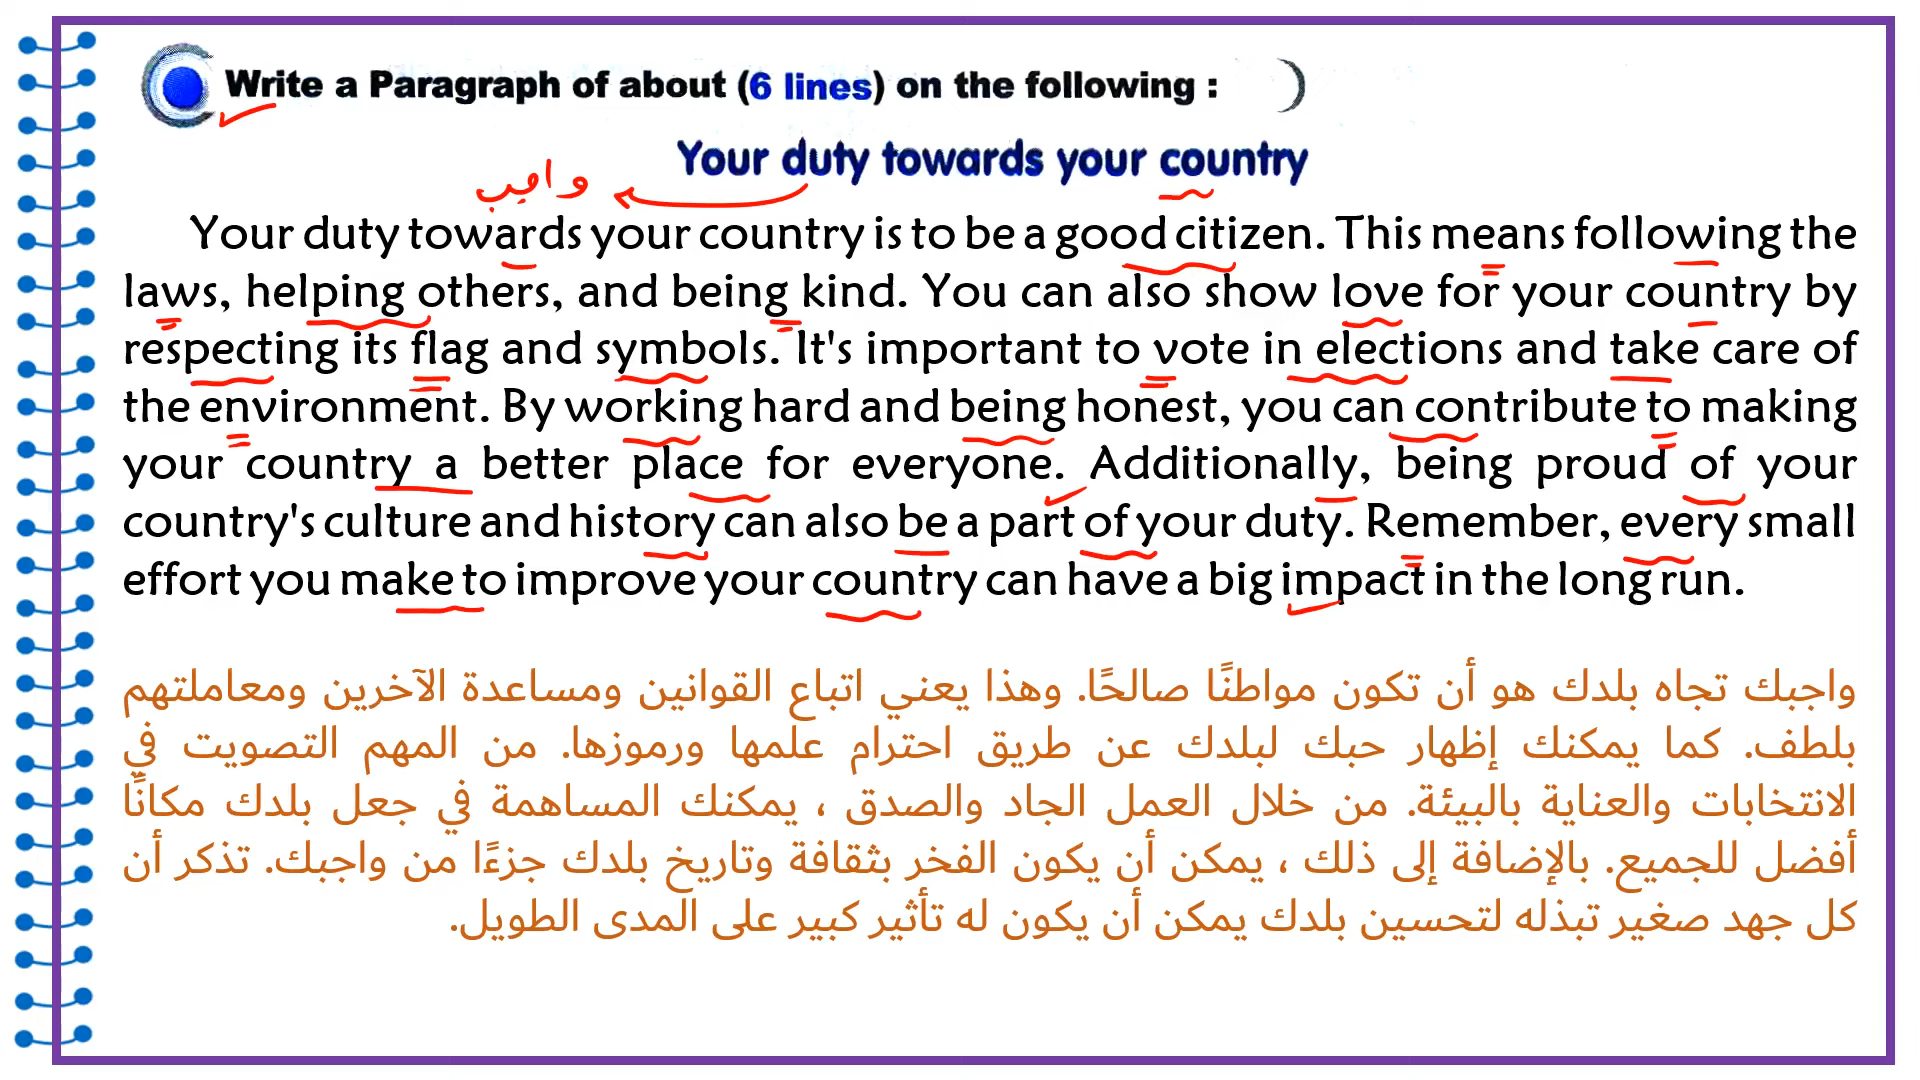 Write a Paragraph of about (6 lines) on the following :
Your duty towards your country
واجب
Your duty towards your country is to be a good citizen. This means following the
laws, helping others, and being kind. You can also show love for your country by
respecting its flag and symbols. It's important to vote in elections and take care of
the environment. By working hard and being honest, you can contribute to making
your country a better place for everyone. Additionally, being proud of your
country's culture and history can also be a part of your duty. Remember, every small
effort you make to improve your country can have a big impact in the long run.
واجبك تجاه بلدك هو أن تكون مواطنًا صالحًا. وهذا يعني اتباع القوانين ومساعدة الآخرين ومعاملتهم
بلطف. كما يمكنك إظهار حبك لبلدك عن طريق احترام علمها ورموزها. من المهم التصويت في
الانتخابات والعناية بالبيئة. من خلال العمل الجاد والصدق ، يمكنك المساهمة في جعل بلدك مكانًا
أفضل للجميع. بالإضافة إلى ذلك ، يمكن أن يكون الفخر بثقافة وتاريخ بلدك جزءًا من واجبك. تذكر أن
كل جهد صغير تبذله لتحسين بلدك يمكن أن يكون له تأثير كبير على المدى الطويل.